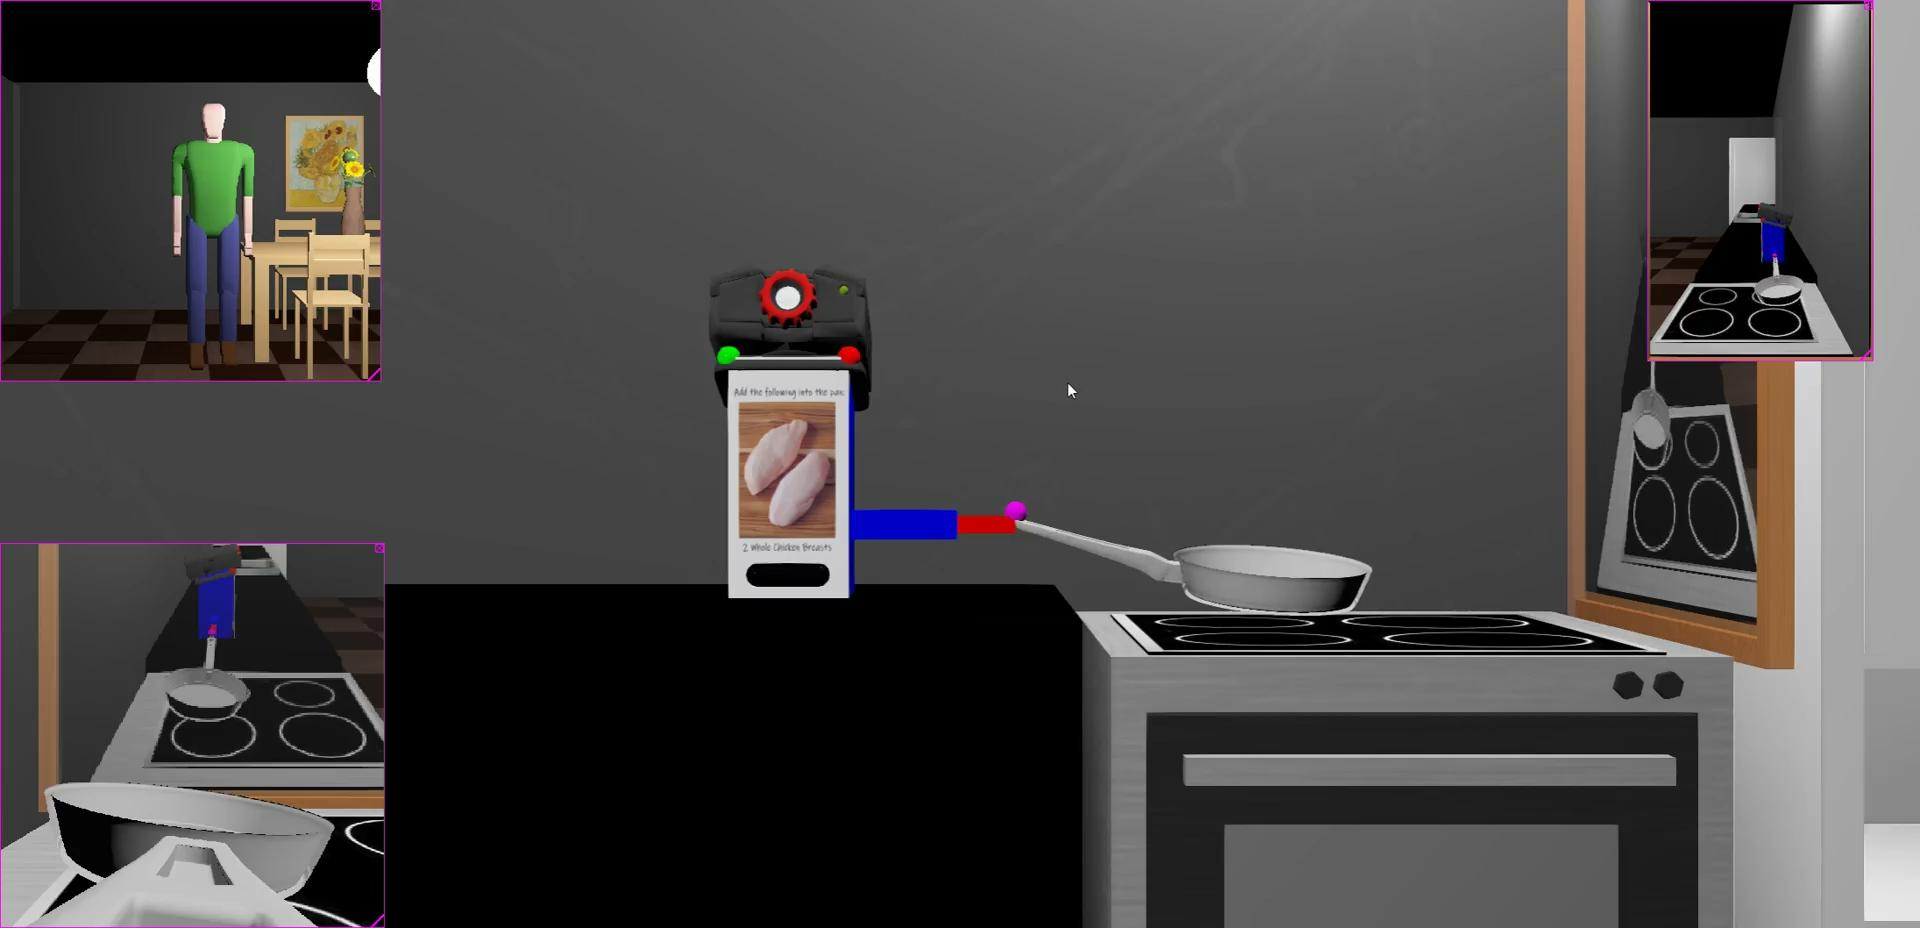 Add the following into the pan:
2 Whole Chicken Breasts